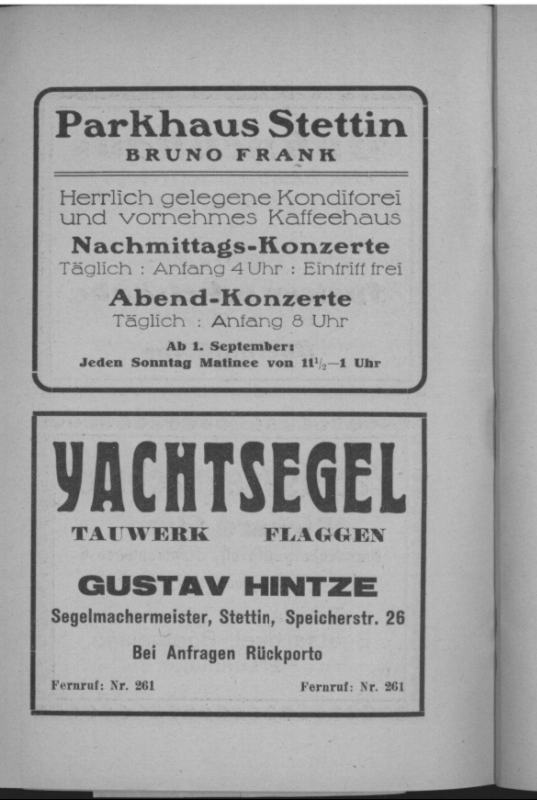 Parkhaus Stettin
BRUNO FRANK
Herrlich gelegene Konditorei
und vornehmes Kaffeehaus
Nachmittags-Konzerte
Täglich : Anfang 4 Uhr : Eintritt frei
Abend-Konzerte
Täglich : Anfang 8 Uhr
Ab 1. September:
Jeden Sonntag Matinee von 11½—1 Uhr
YACHTSEGEL
TAUWERK FLAGGEN
GUSTAV HINTZE
Segelmachermeister, Stettin, Speicherstr. 26
Bei Anfragen Rückporto
Fernruf: Nr. 261 Fernruf: Nr. 261